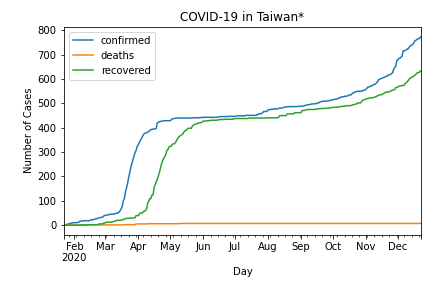 COVID-19 in Taiwan*
confirmed
deaths
recovered
800
700
600
500
400
300
200
100
0
Number of Cases
Feb Mar Apr May Jun Jul Aug Sep Oct Nov Dec
2020
Day